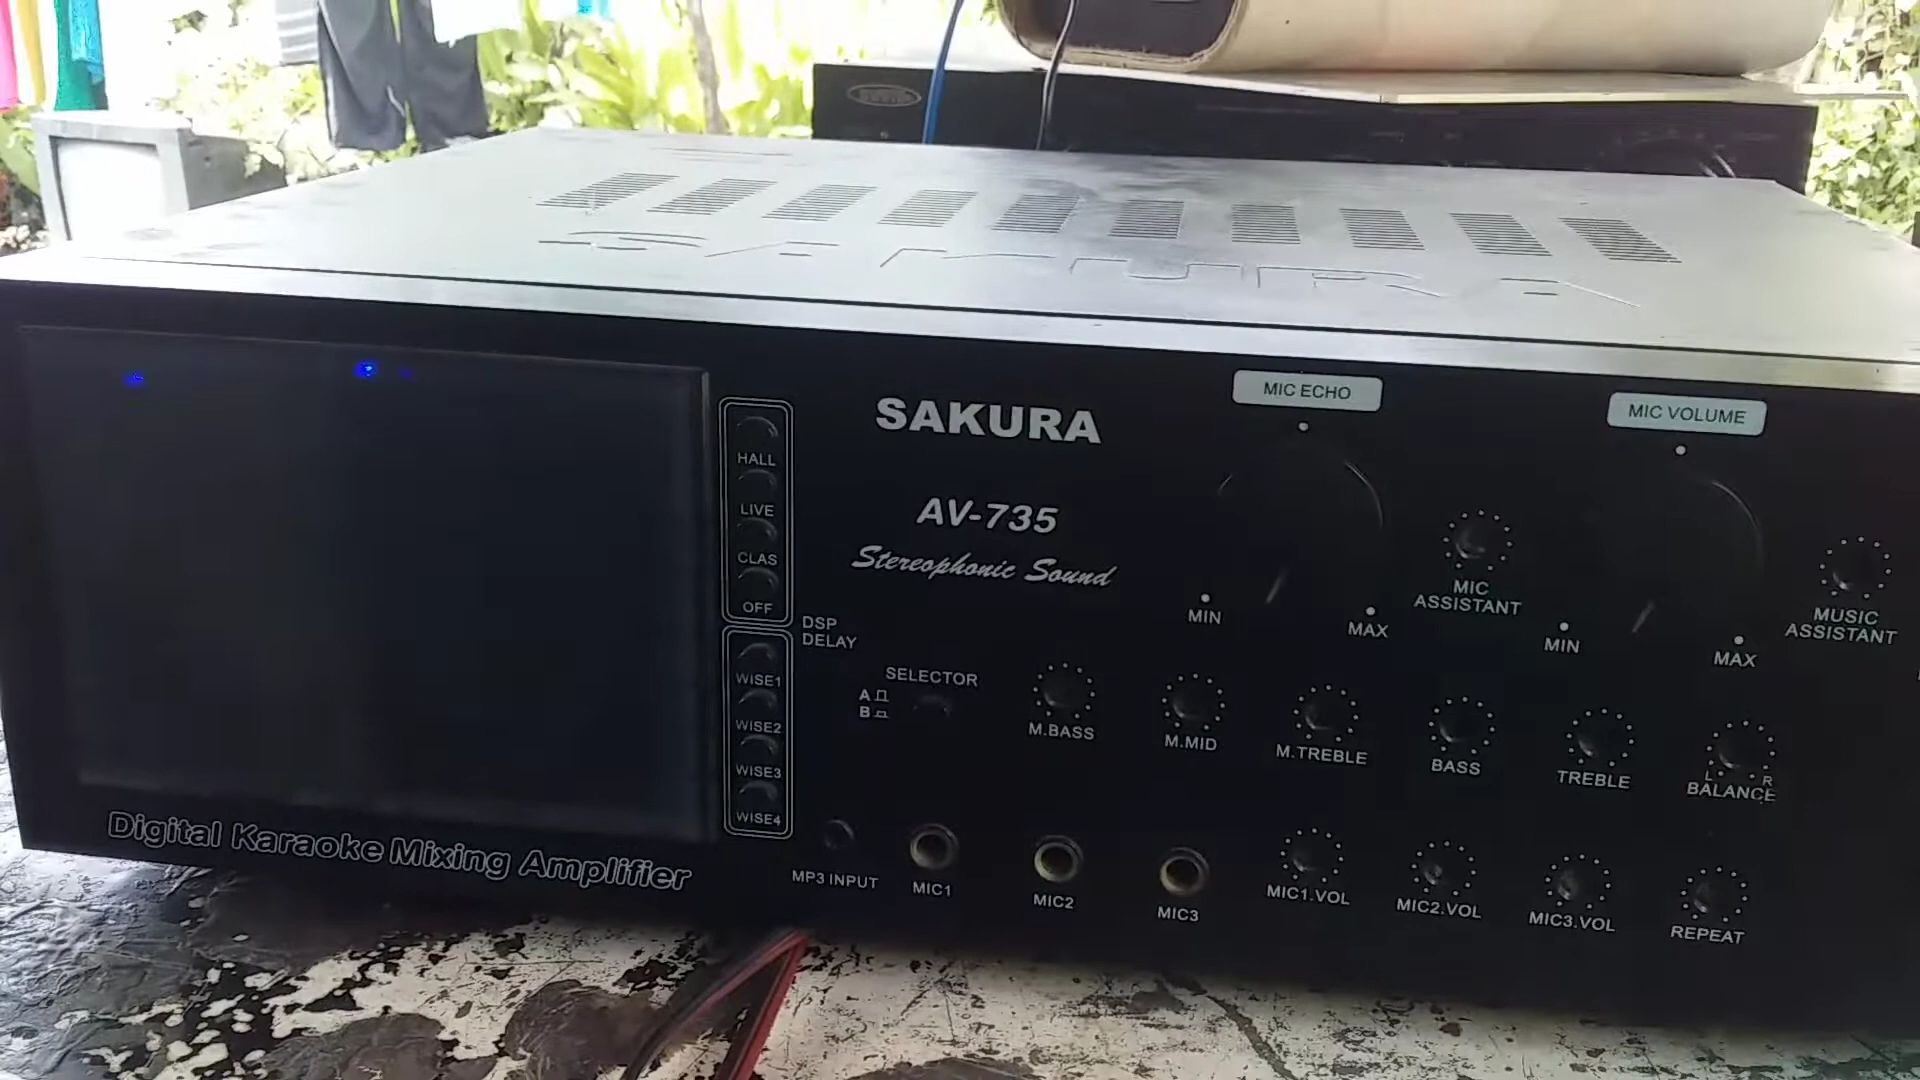 SAKURA
SAKURA
AV-735
Stereophonic Sound
Digital Karaoke Mixing Amplifier
HALL
LIVE
CLAS
OFF
DSP
DELAY
WISE1
WISE2
WISE3
WISE4
MIC ECHO
MIN
MAX
MIC
ASSISTANT
MIC VOLUME
MIN
MAX
MUSIC
ASSISTANT
SELECTOR
A
B
M.BASS
M.MID
M.TREBLE
BASS
TREBLE
L R
BALANCE
MP3 INPUT
MIC1
MIC2
MIC3
MIC1.VOL
MIC2.VOL
MIC3.VOL
REPEAT